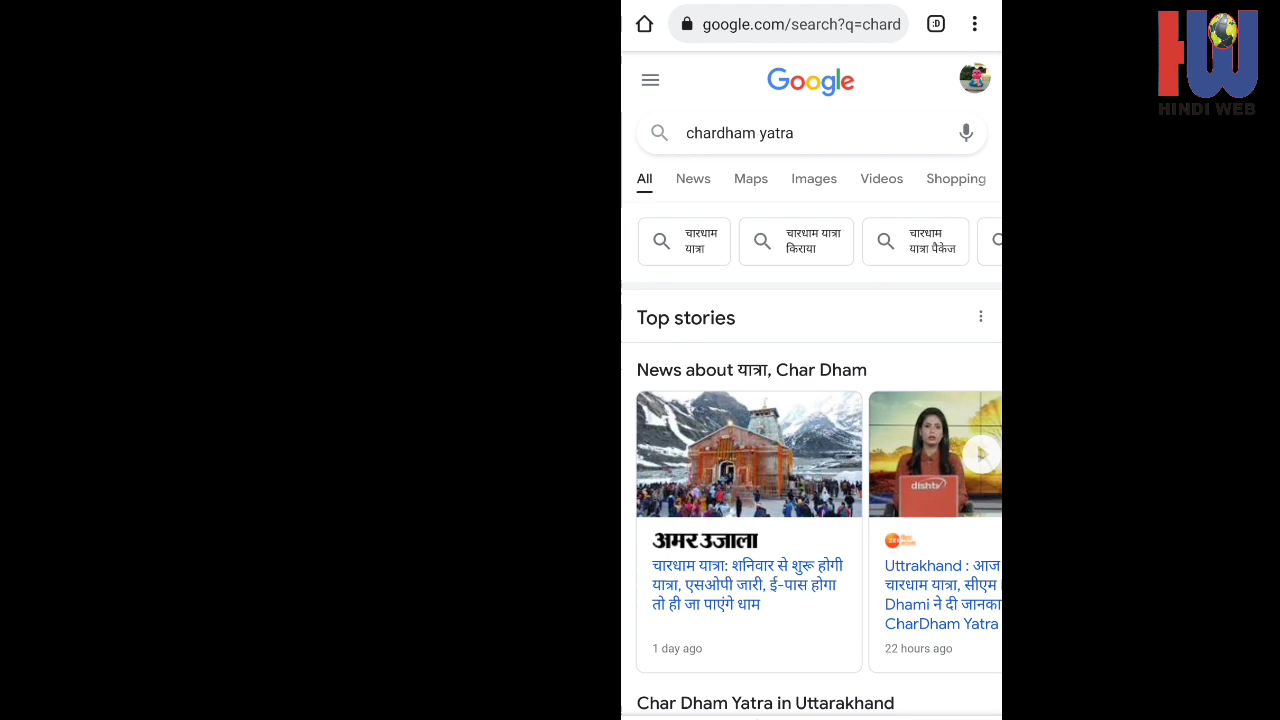 google.com/search?q=chard
:D
HINDI WEB
Google
chardham yatra
All News Maps Images Videos Shopping
चारधाम
यात्रा
चारधाम यात्रा
किराया
चारधाम
यात्रा पैकेज
Top stories
News about यात्रा, Char Dham
dishtv
अमर उजाला
चारधाम यात्रा: शनिवार से शुरू होगी
यात्रा, एसओपी जारी, ई-पास होगा
तो ही जा पाएंगे धाम
1 day ago
Uttrakhand : आज
चारधाम यात्रा, सीएम
Dhami ने दी जानका
CharDham Yatra
22 hours ago
Char Dham Yatra in Uttarakhand